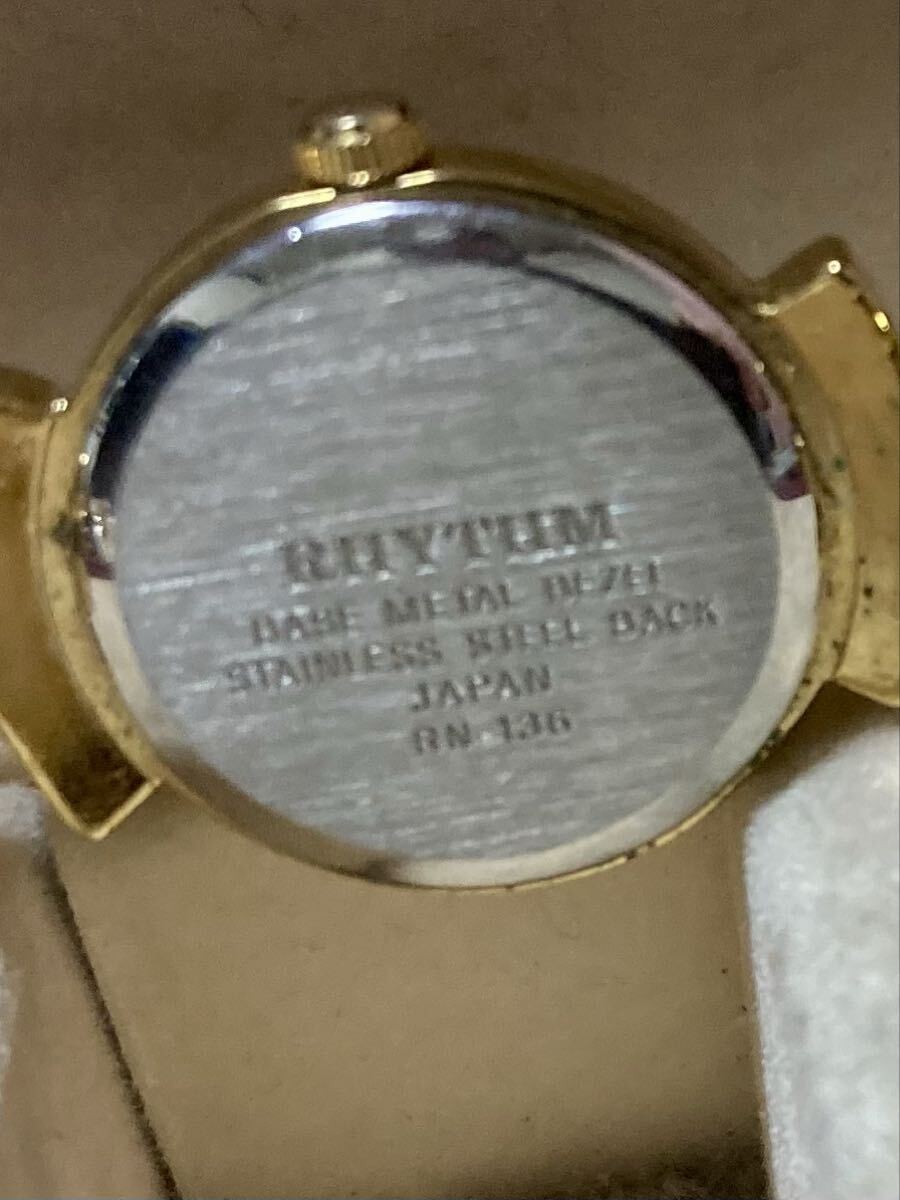 RHYTHM
BASE METAL BEZEL
STAINLESS STEEL BACK
JAPAN
RN-136